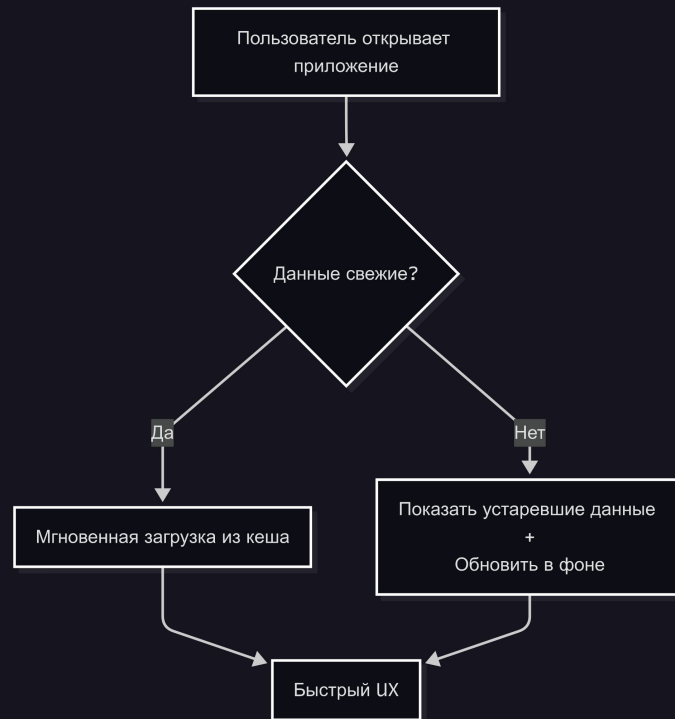 Пользователь открывает
приложение
Данные свежие?
Да
Нет
Мгновенная загрузка из кеша
Показать устаревшие данные
+
Обновить в фоне
Быстрый UX